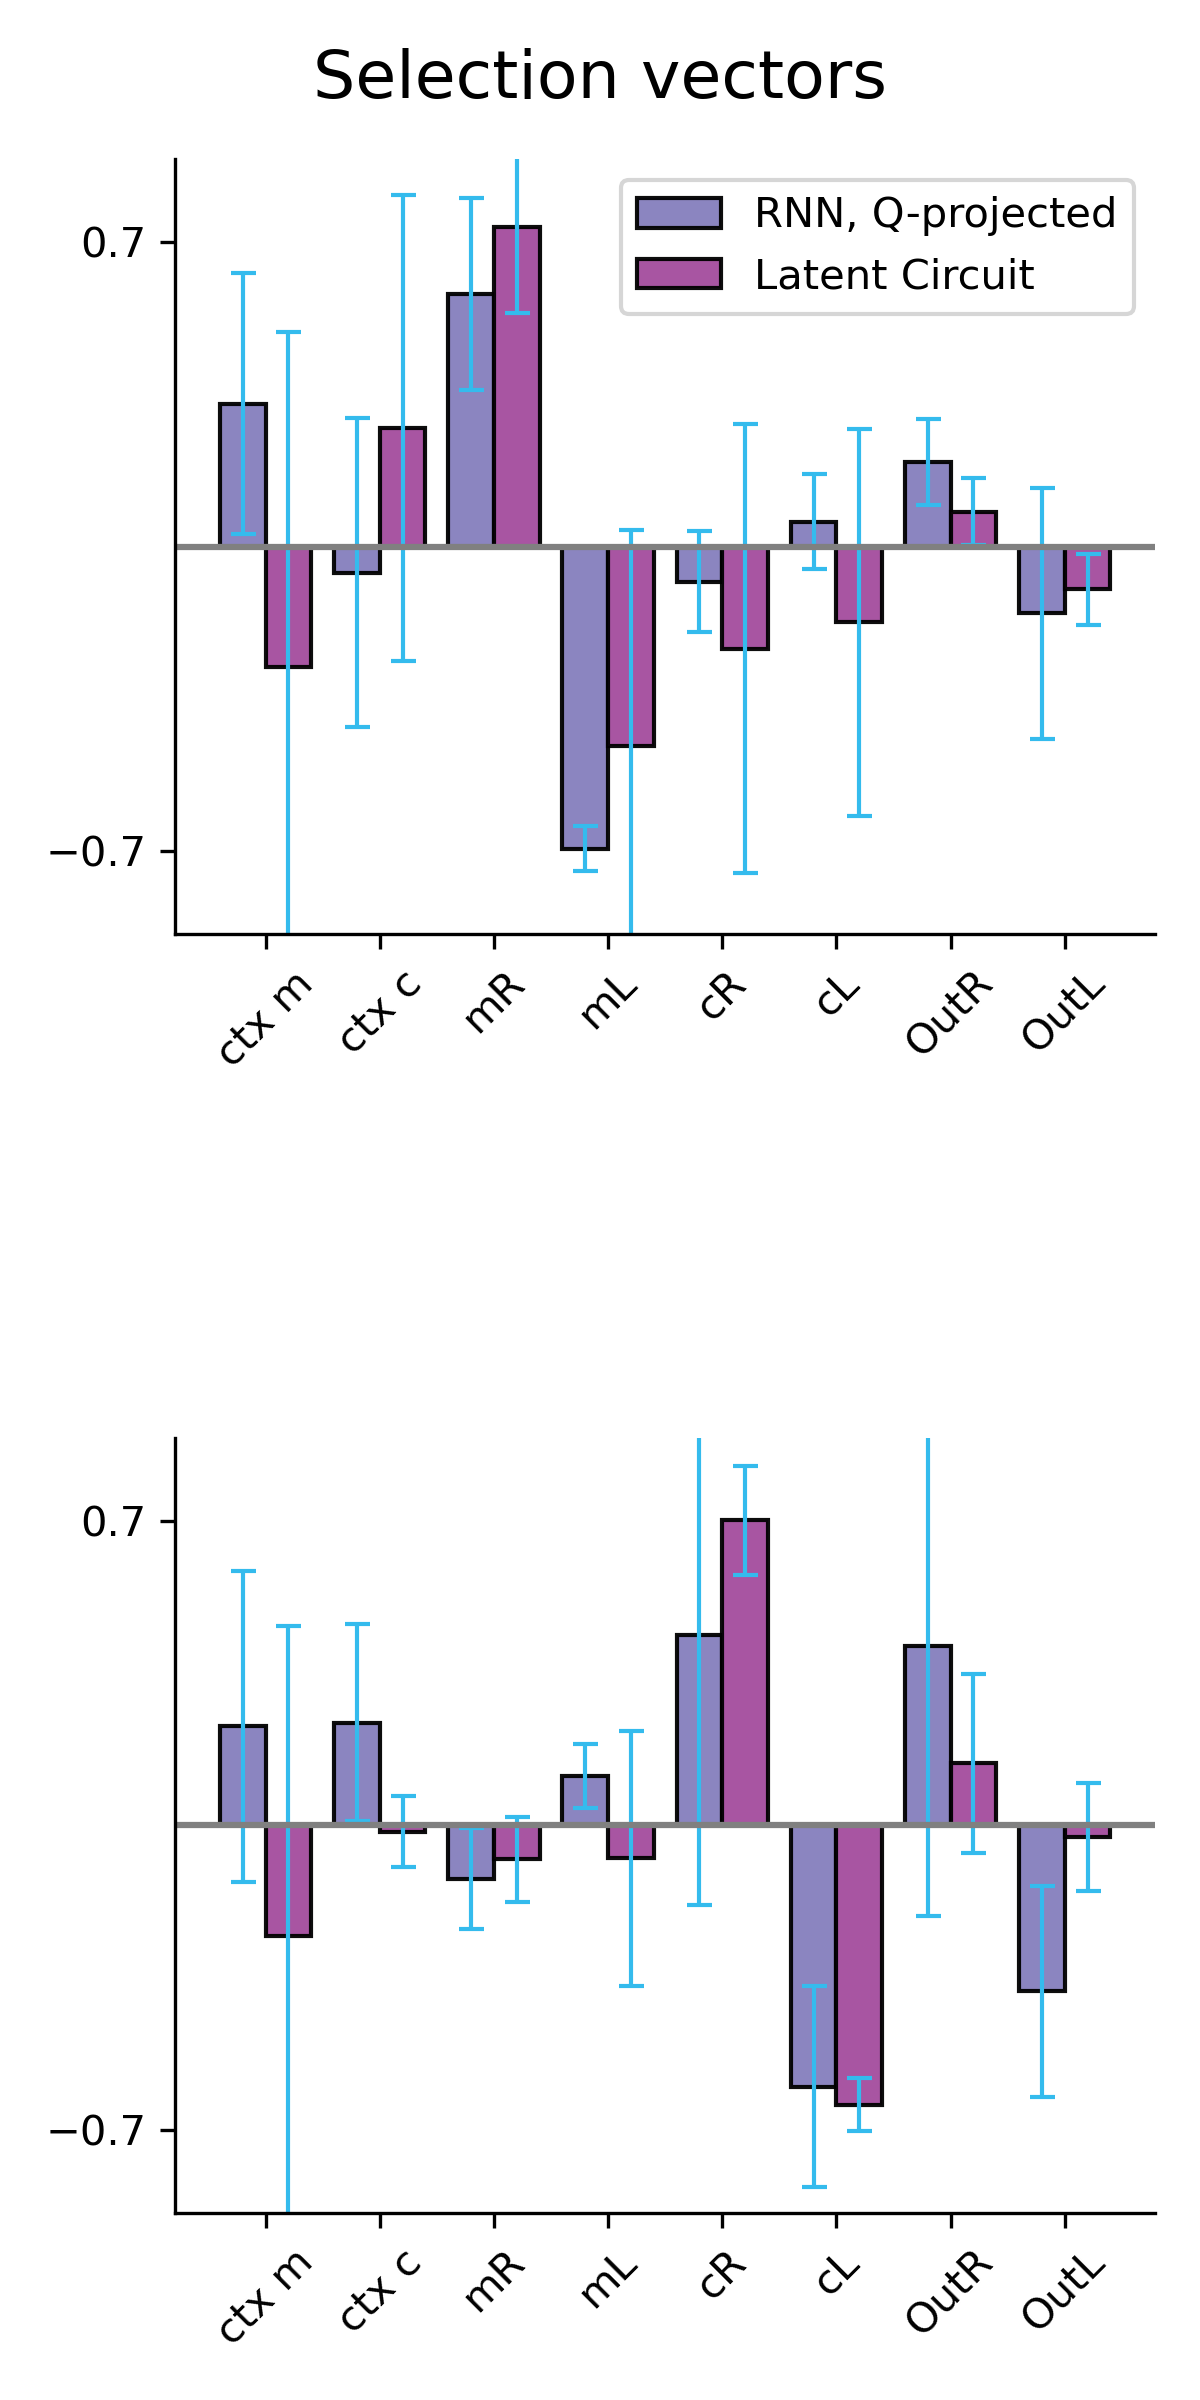 Selection vectors
RNN, Q-projected
Latent Circuit
0.7
−0.7
ctx m
ctx c
mR
mL
cR
cL
OutR
OutL
0.7
−0.7
ctx m
ctx c
mR
mL
cR
cL
OutR
OutL